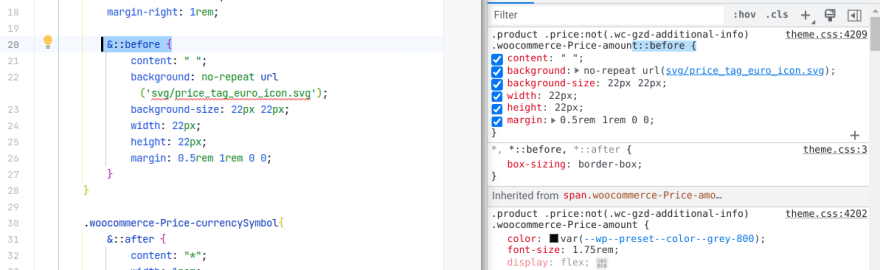 18 margin-right: 1rem;
19
20 &::before {
21 content: " ";
22 background: no-repeat url
('svg/price_tag_euro_icon.svg');
23 background-size: 22px 22px;
24 width: 22px;
25 height: 22px;
26 margin: 0.5rem 1rem 0 0;
27 }
28 }
29
30 .woocommerce-Price-currencySymbol{
31 &::after {
32 content: "*";
Filter :hov .cls
.product .price:not(.wc-gzd-additional-info) theme.css:4209
.woocommerce-Price-amount::before {
content: " ";
background: no-repeat url(svg/price_tag_euro_icon.svg);
background-size: 22px 22px;
width: 22px;
height: 22px;
margin: 0.5rem 1rem 0 0;
}
*, *::before, *::after { theme.css:3
box-sizing: border-box;
}
Inherited from span.woocommerce-Price-amo…
.product .price:not(.wc-gzd-additional-info) theme.css:4202
.woocommerce-Price-amount {
color: var(--wp--preset--color--grey-800);
font-size: 1.75rem;
display: flex;